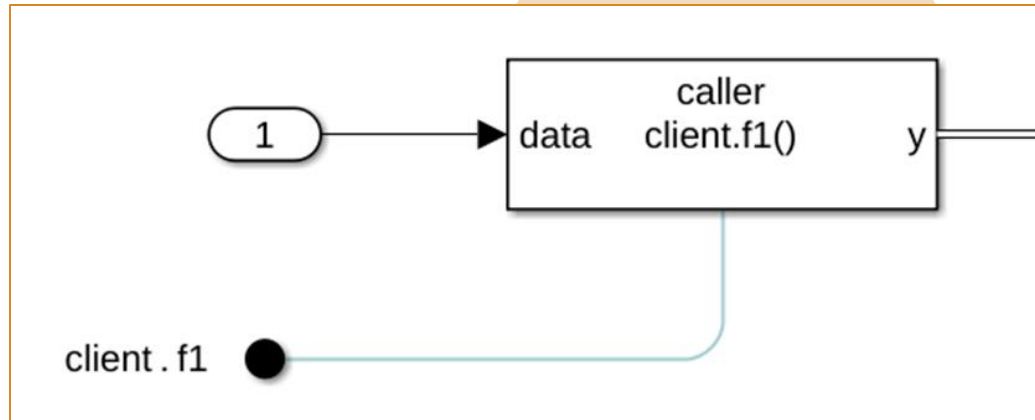 caller
1
data client.f1() y
client . f1